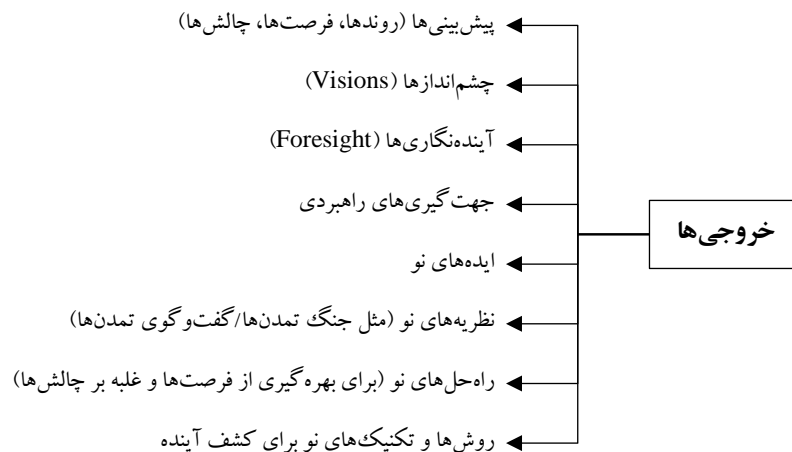 پیش‌بینی‌ها (روندها، فرصت‌ها، چالش‌ها)
چشم‌اندازها (Visions)
آینده‌نگاری‌ها (Foresight)
جهت‌گیری‌های راهبردی
خروجی‌ها
ایده‌های نو
نظریه‌های نو (مثل جنگ تمدن‌ها/گفت‌وگوی تمدن‌ها)
راه‌حل‌های نو (برای بهره‌گیری از فرصت‌ها و غلبه بر چالش‌ها)
روش‌ها و تکنیک‌های نو برای کشف آینده